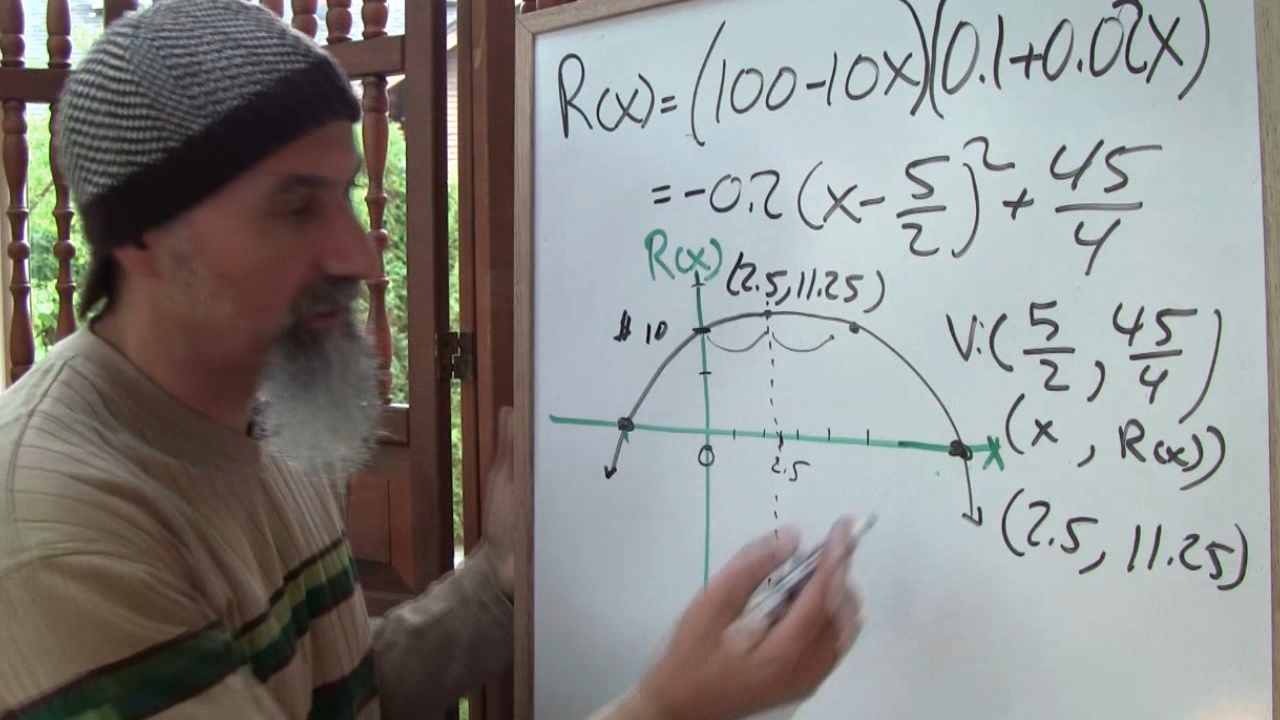 R(x)=(100-10x)(0.1+0.02x)
=-0.2(x-5/2)²+45/4
R(x)
(2.5,11.25)
$10
V:(5/2,45/4)
(x,R(x))
x
0
2.5
(2.5,11.25)